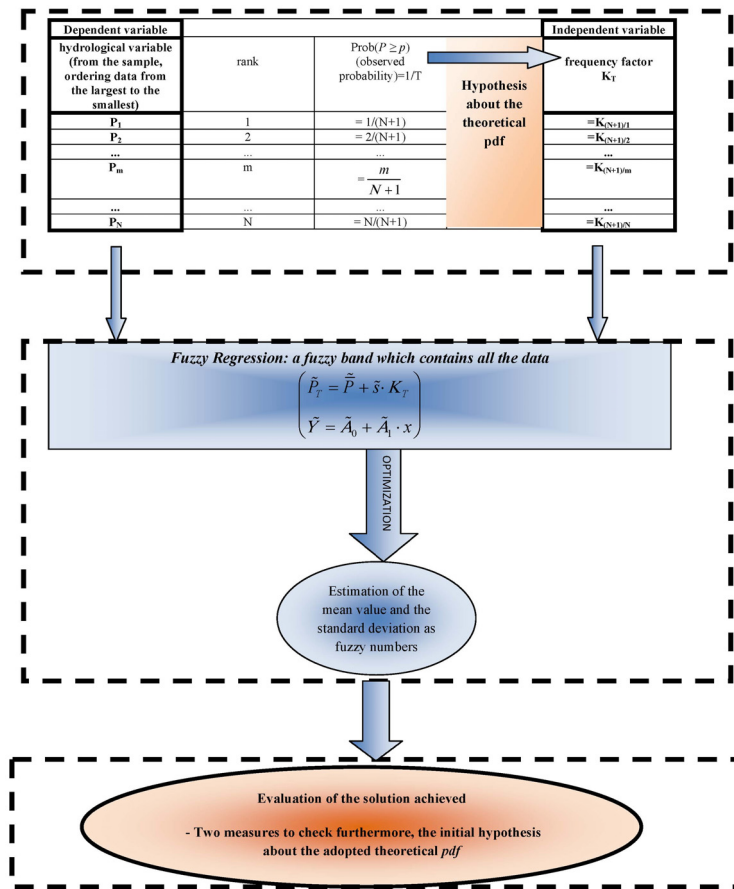 Dependent variable
Independent variable
hydrological variable
(from the sample,
ordering data from
the largest to the
smallest)
rank
Prob(P ≥ p)
(observed
probability)=1/T
Hypothesis
about the
theoretical
pdf
frequency factor
K_T
P_1 1 = 1/(N+1) =K_(N+1)/1
P_2 2 = 2/(N+1) =K_(N+1)/2
... ... ... ...
P_m m = m/(N+1) =K_(N+1)/m
... ... ... ...
P_N N = N/(N+1) =K_(N+1)/N
Fuzzy Regression: a fuzzy band which contains all the data
P̃_T = P̄̃ + s̃· K_T
Ỹ = Ã_0 + Ã_1 · x
OPTIMIZATION
Estimation of the
mean value and the
standard deviation as
fuzzy numbers
Evaluation of the solution achieved
- Two measures to check furthermore, the initial hypothesis
about the adopted theoretical pdf